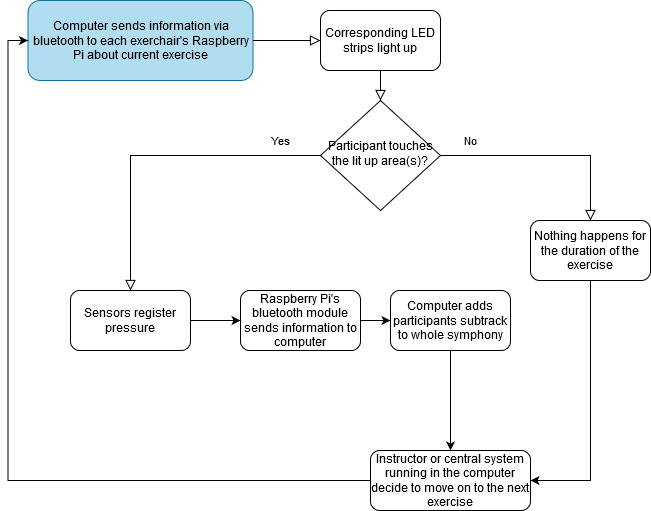 Computer sends information via
bluetooth to each exerchair's Raspberry
Pi about current exercise
Corresponding LED
strips light up
Participant touches
the lit up area(s)?
Yes
No
Nothing happens for
the duration of the
exercise
Sensors register
pressure
Raspberry Pi's
bluetooth module
sends information to
computer
Computer adds
participants subtrack
to whole symphony
Instructor or central system
running in the computer
decide to move on to the next
exercise